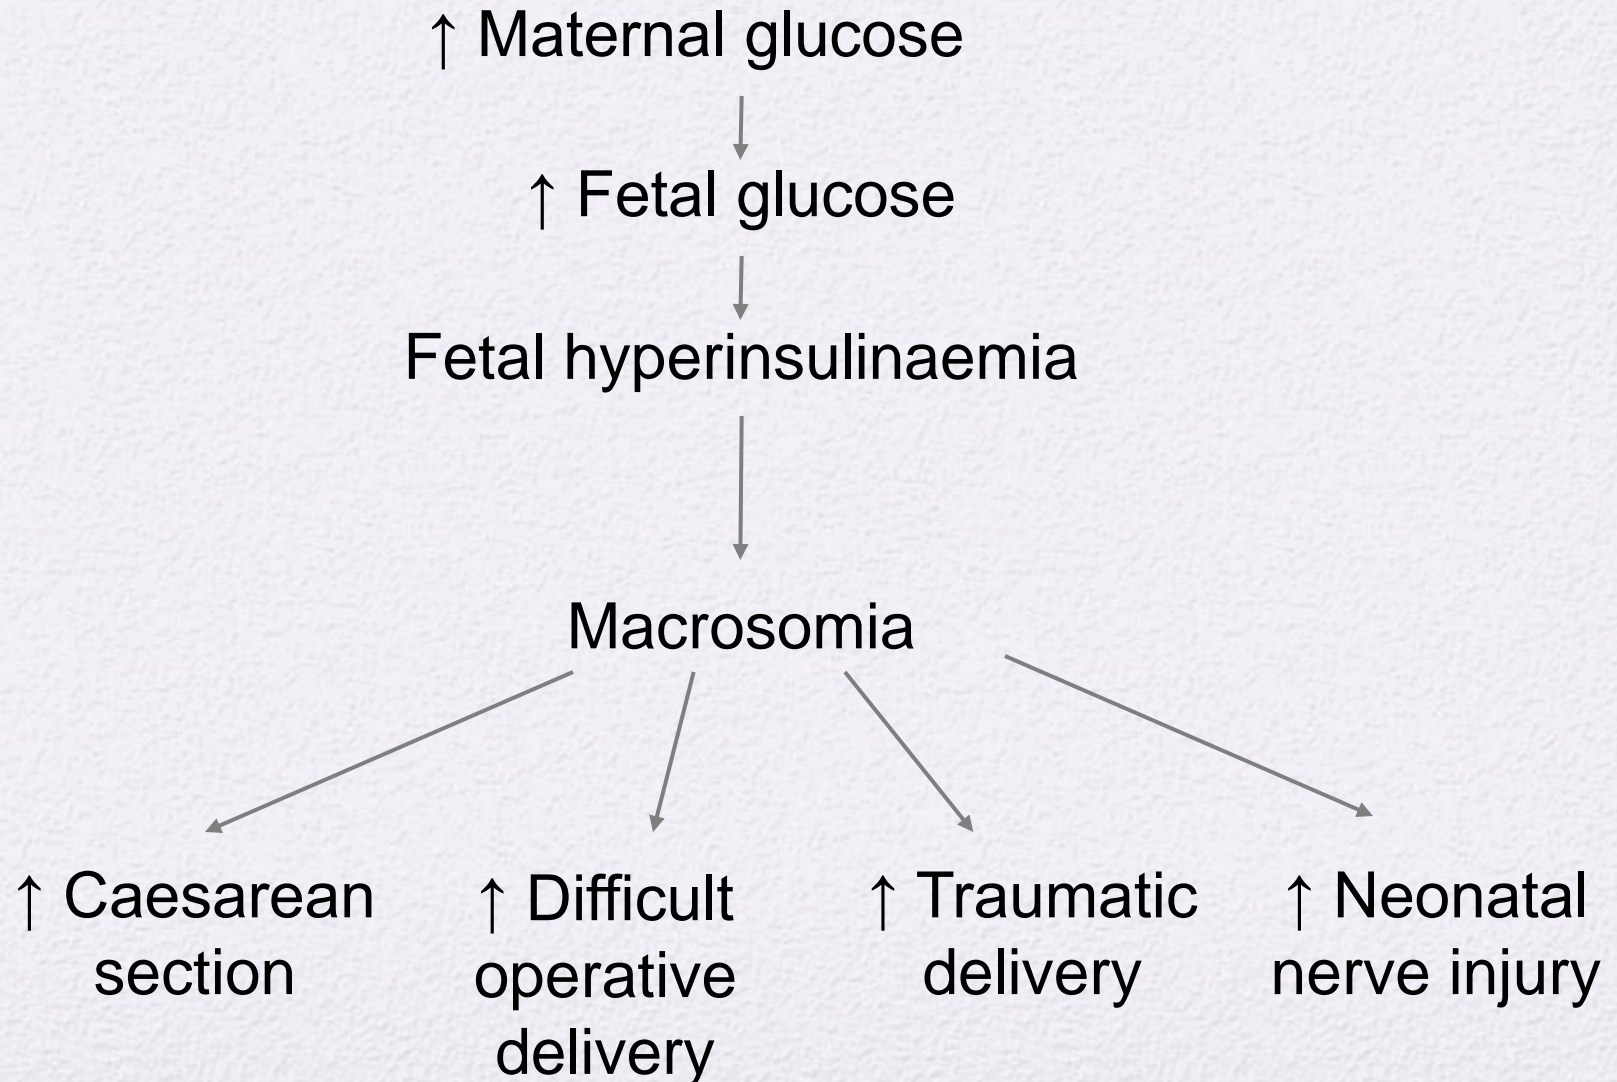 ↑ Maternal glucose
↑ Fetal glucose
Fetal hyperinsulinaemia
Macrosomia
↑ Caesarean
section
↑ Difficult
operative
delivery
↑ Traumatic
delivery
↑ Neonatal
nerve injury